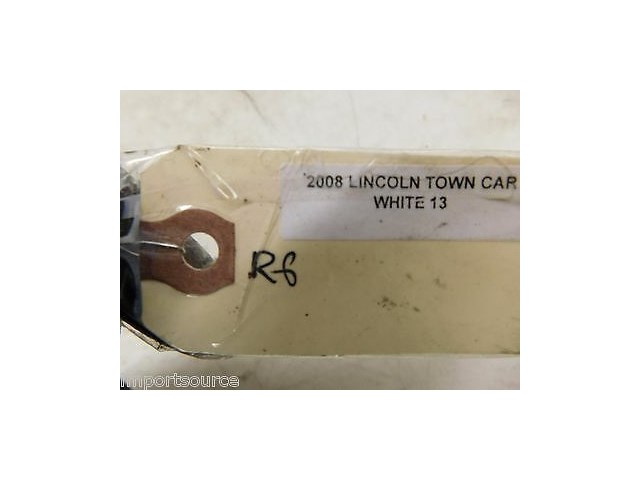 2008 LINCOLN TOWN CAR
WHITE 13
R6
importsource